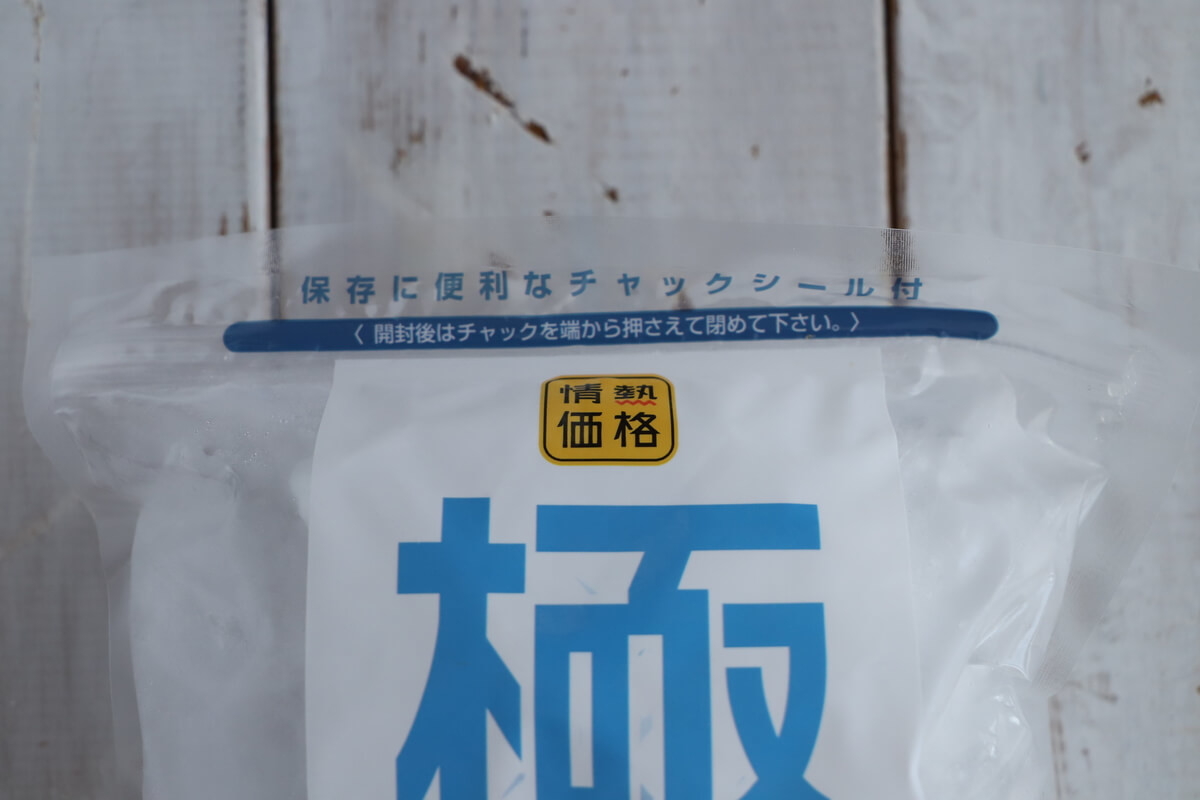 保存に便利なチャックシール付
〈 開封後はチャックを端から押さえて閉めて下さい。〉
情熱
価格
極